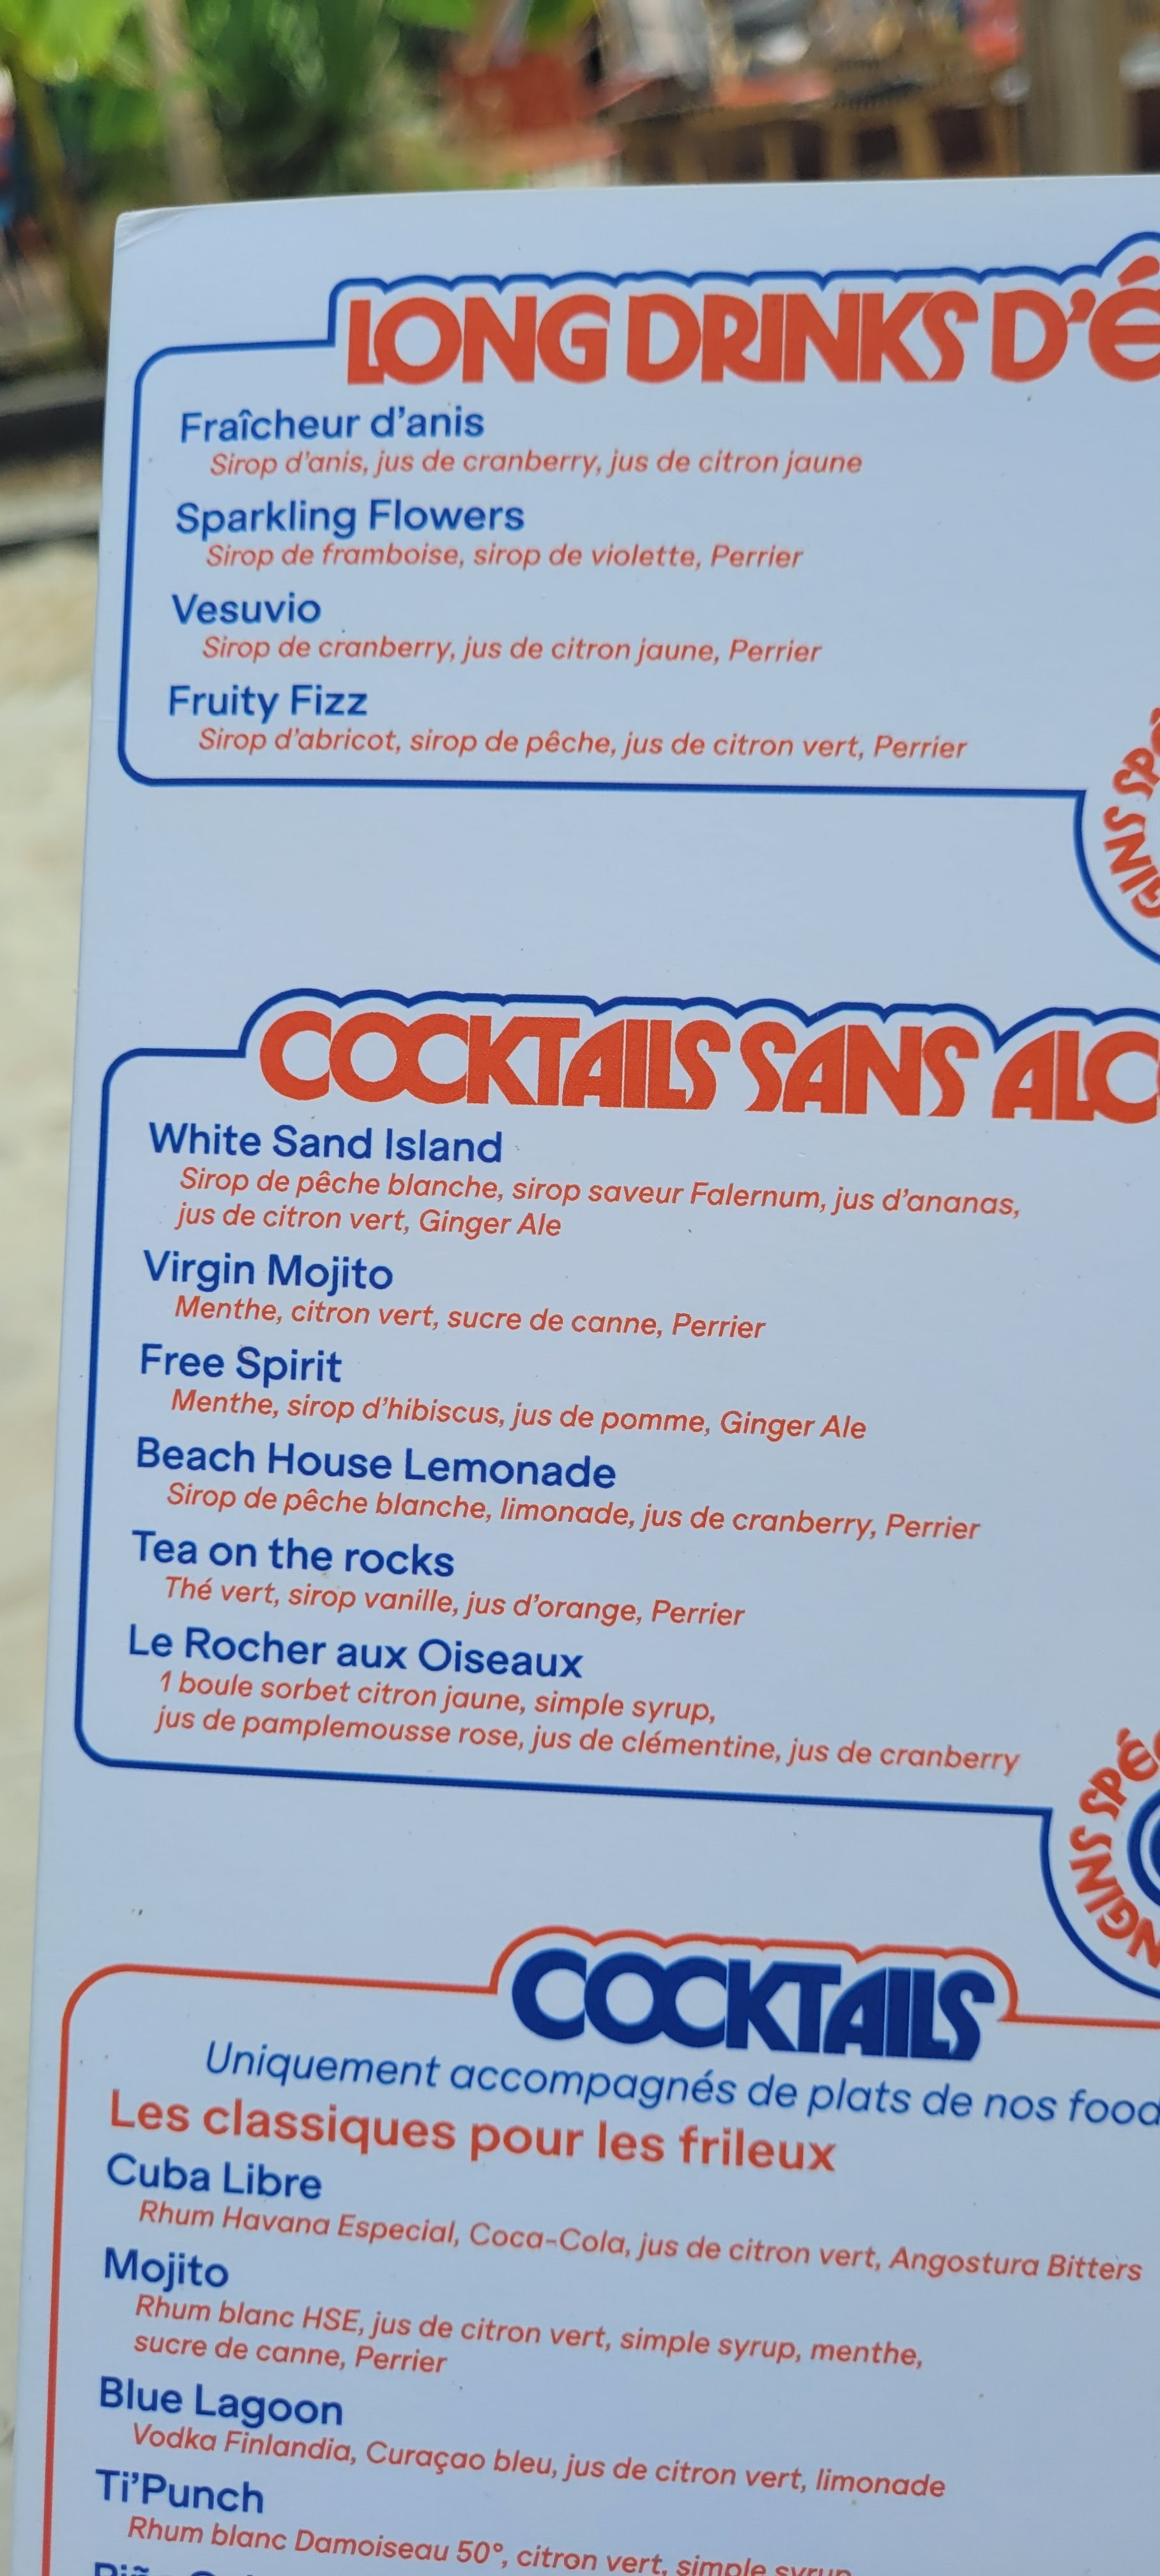 LONG DRINKS D'É
Fraîcheur d'anis
Sirop d'anis, jus de cranberry, jus de citron jaune
Sparkling Flowers
Sirop de framboise, sirop de violette, Perrier
Vesuvio
Sirop de cranberry, jus de citron jaune, Perrier
Fruity Fizz
Sirop d'abricot, sirop de pêche, jus de citron vert, Perrier
COCKTAILS SANS ALC
White Sand Island
Sirop de pêche blanche, sirop saveur Falernum, jus d'ananas,
jus de citron vert, Ginger Ale
Virgin Mojito
Menthe, citron vert, sucre de canne, Perrier
Free Spirit
Menthe, sirop d'hibiscus, jus de pomme, Ginger Ale
Beach House Lemonade
Sirop de pêche blanche, limonade, jus de cranberry, Perrier
Tea on the rocks
Thé vert, sirop vanille, jus d'orange, Perrier
Le Rocher aux Oiseaux
1 boule sorbet citron jaune, simple syrup,
jus de pamplemousse rose, jus de clémentine, jus de cranberry
COCKTAILS
Uniquement accompagnés de plats de nos food
Les classiques pour les frileux
Cuba Libre
Rhum Havana Especial, Coca-Cola, jus de citron vert, Angostura Bitters
Mojito
Rhum blanc HSE, jus de citron vert, simple syrup, menthe,
sucre de canne, Perrier
Blue Lagoon
Vodka Finlandia, Curaçao bleu, jus de citron vert, limonade
Ti'Punch
Rhum blanc Damoiseau 50°, citron vert, simple syrup